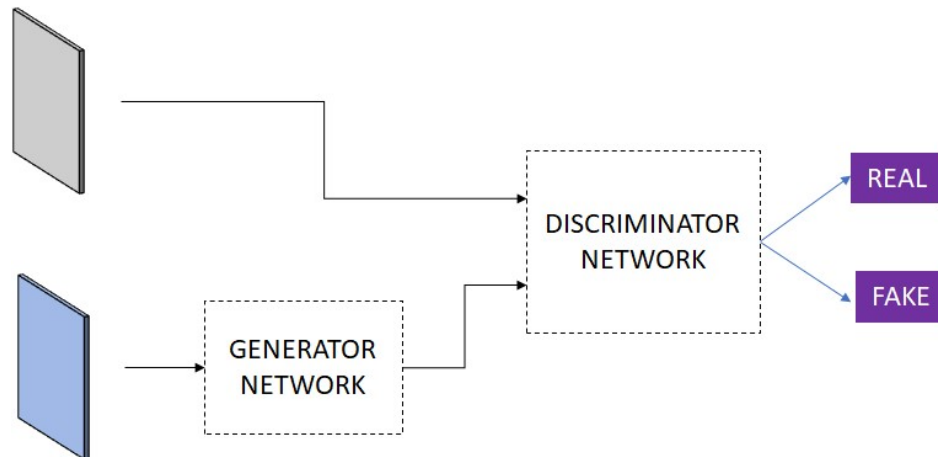 DISCRIMINATOR
NETWORK
REAL
FAKE
GENERATOR
NETWORK